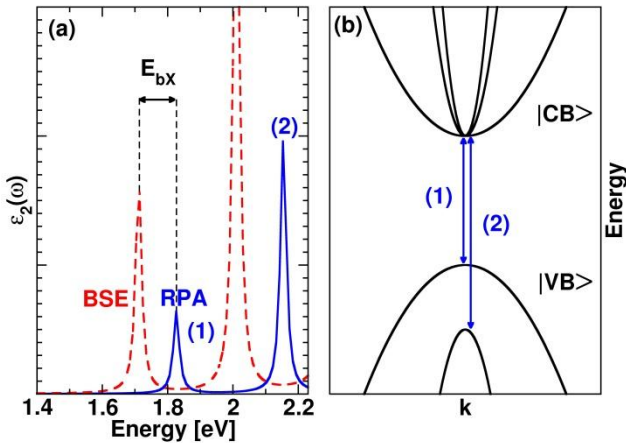 (a)
E_bX
(2)
BSE
RPA
(1)
ε₂(ω)
1.4 1.6 1.8 2 2.2
Energy [eV]
(b)
|CB>
(1)
(2)
|VB>
k
Energy